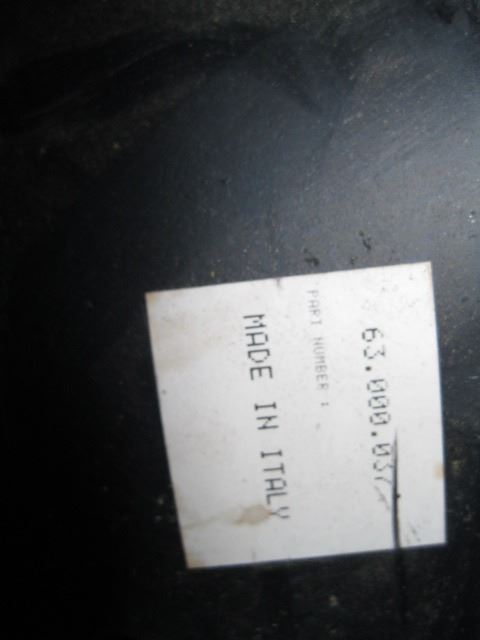 PART NUMBER :
63.000.037
MADE IN ITALY